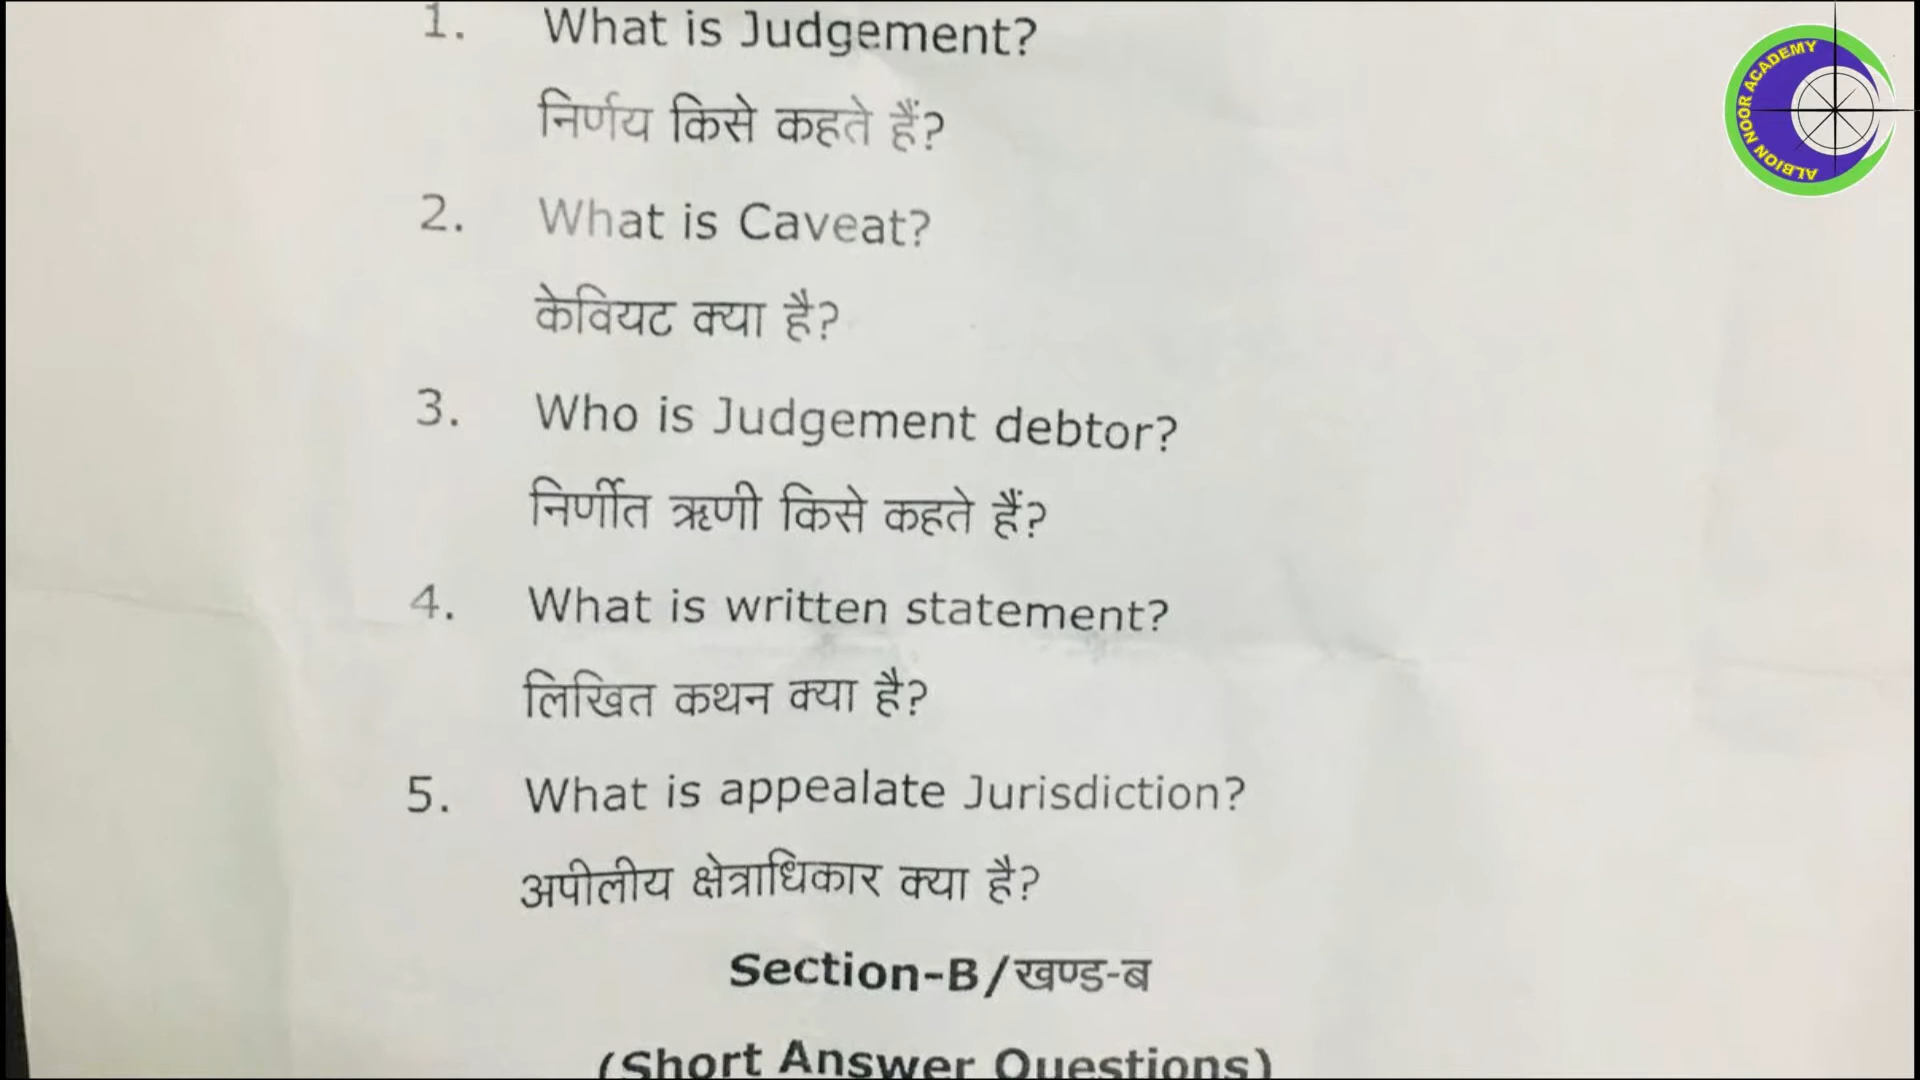 1. What is Judgement?
निर्णय किसे कहते हैं?
2. What is Caveat?
केवियट क्या है?
3. Who is Judgement debtor?
निर्णीत ऋणी किसे कहते हैं?
4. What is written statement?
लिखित कथन क्या है?
5. What is appealate Jurisdiction?
अपीलीय क्षेत्राधिकार क्या है?
Section-B/खण्ड-ब
(Short Answer Questions)
ALBION NOOR ACADEMY